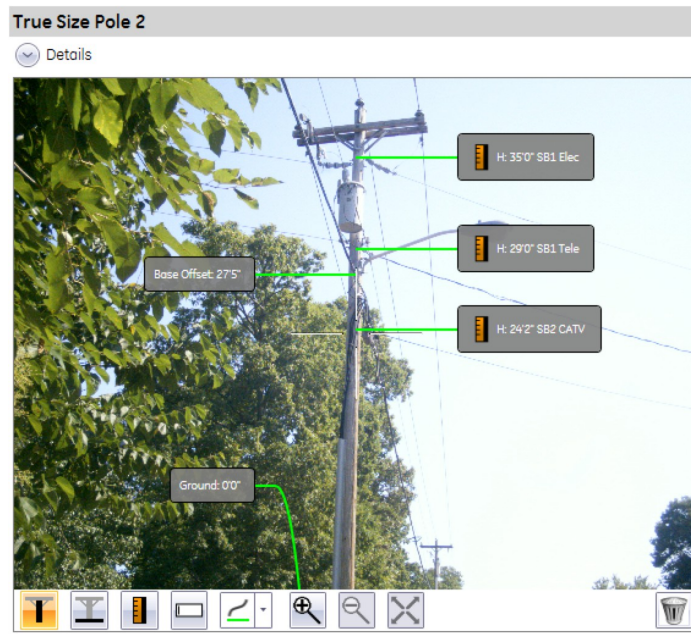 True Size Pole 2
Details
H: 35'0" SB1 Elec
H: 29'0" SB1 Tele
Base Offset: 27'5"
H: 24'2" SB2 CATV
Ground: 0'0"